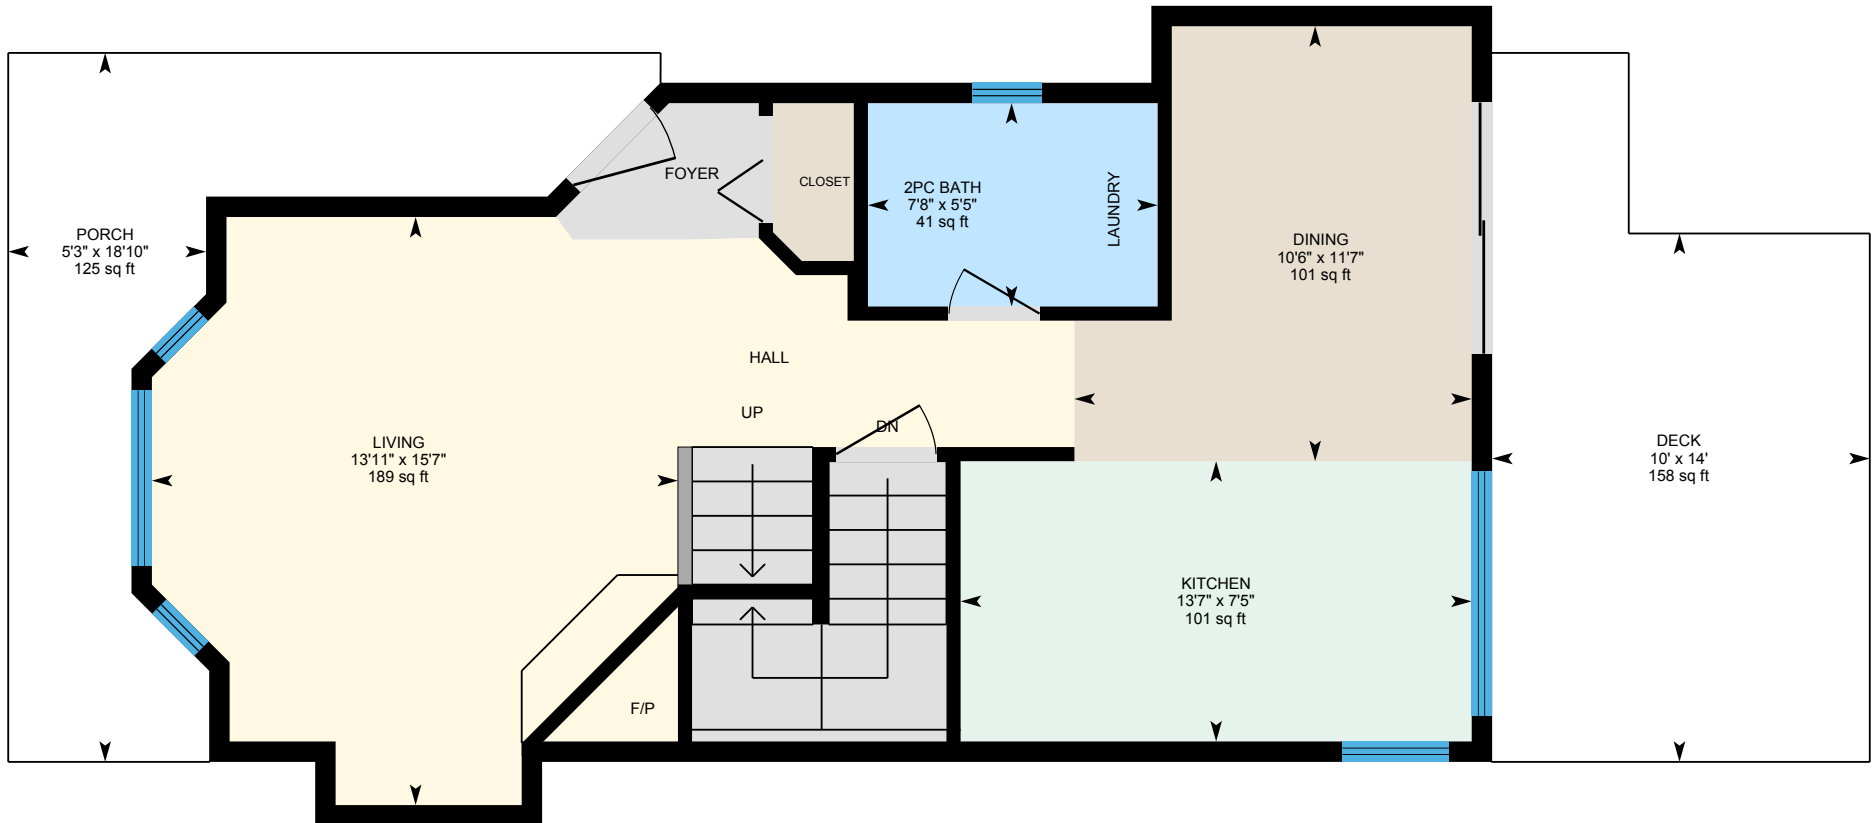 PORCH
5'3" x 18'10"
125 sq ft
FOYER
CLOSET
2PC BATH
7'8" x 5'5"
41 sq ft
LAUNDRY
DINING
10'6" x 11'7"
101 sq ft
HALL
UP
DN
LIVING
13'11" x 15'7"
189 sq ft
DECK
10' x 14'
158 sq ft
KITCHEN
13'7" x 7'5"
101 sq ft
F/P